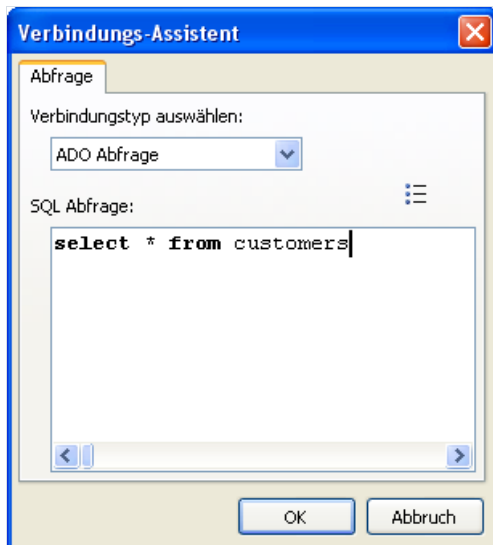 Verbindungs-Assistent
Abfrage
Verbindungstyp auswählen:
ADO Abfrage
SQL Abfrage:
select * from customers
OK
Abbruch